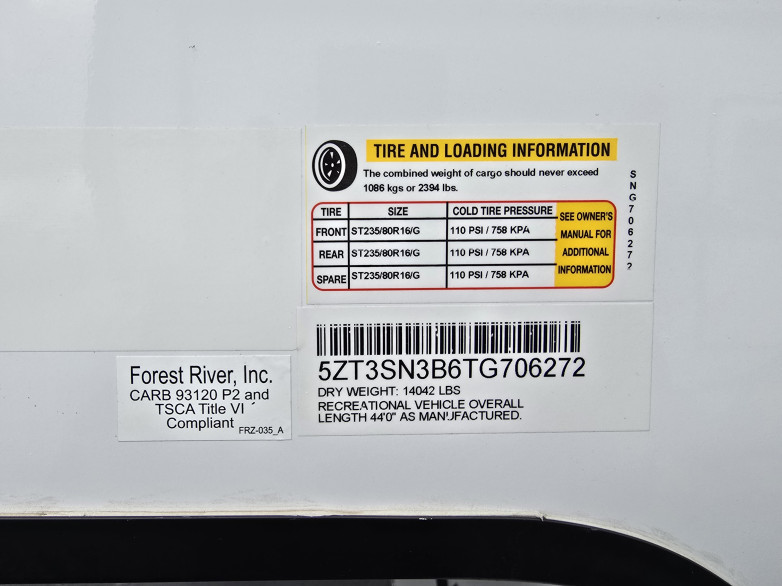 TIRE AND LOADING INFORMATION
The combined weight of cargo should never exceed
1086 kgs or 2394 lbs.
TIRE SIZE COLD TIRE PRESSURE
FRONT ST235/80R16/G 110 PSI / 758 KPA
REAR ST235/80R16/G 110 PSI / 758 KPA
SPARE ST235/80R16/G 110 PSI / 758 KPA
SEE OWNER'S
MANUAL FOR
ADDITIONAL
INFORMATION
SNG706272
5ZT3SN3B6TG706272
DRY WEIGHT: 14042 LBS
RECREATIONAL VEHICLE OVERALL
LENGTH 44'0" AS MANUFACTURED.
Forest River, Inc.
CARB 93120 P2 and
TSCA Title VI
Compliant
FRZ-035_A